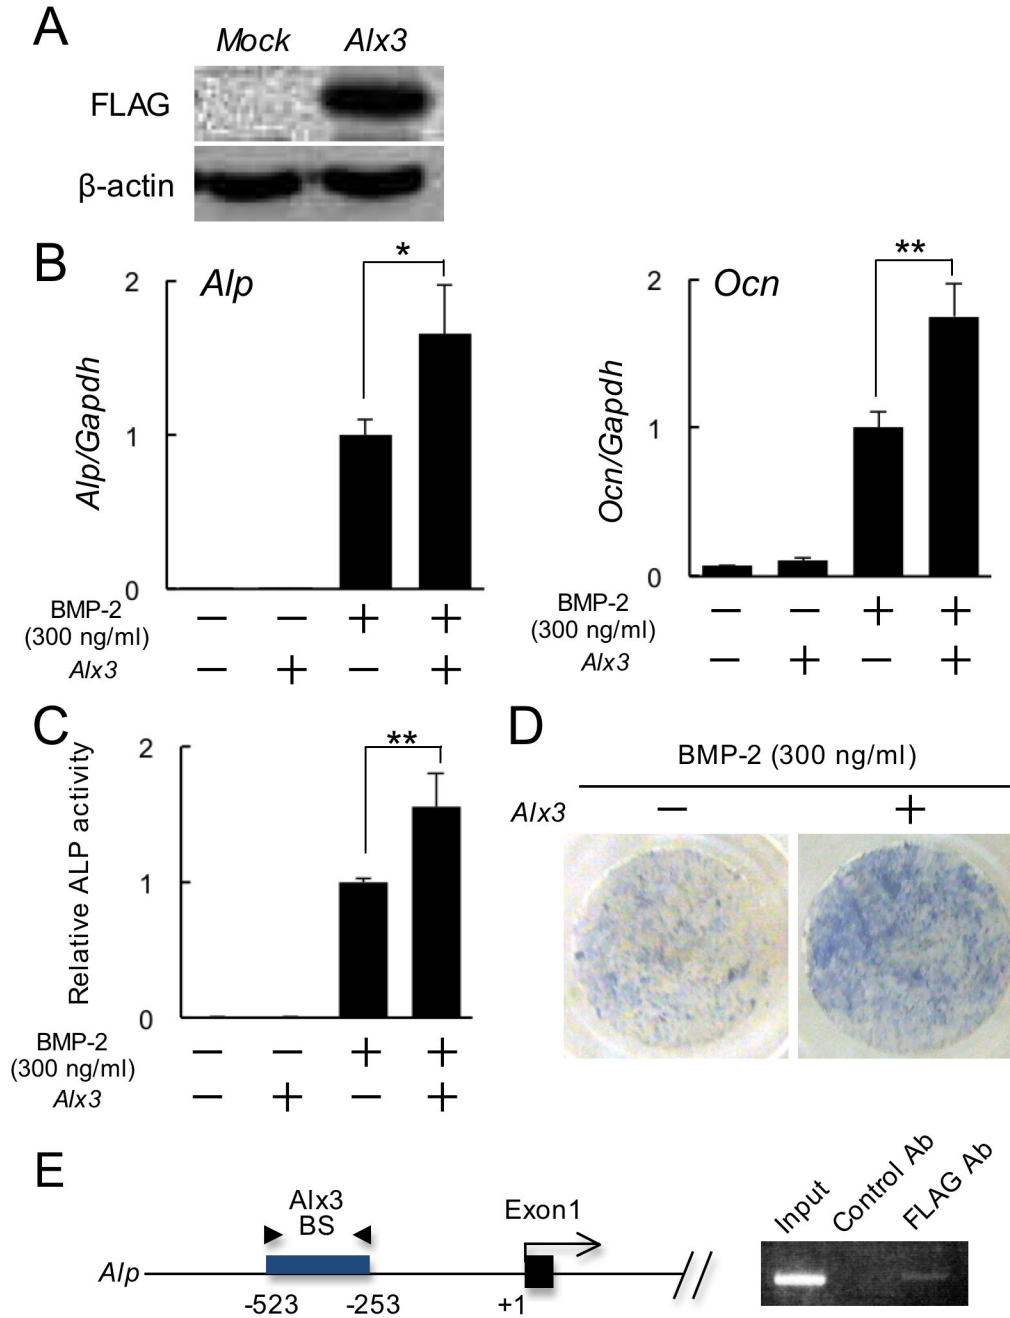 A
Mock Alx3
FLAG
β-actin
B
2
Alp
*
Alp/Gapdh
1
0
BMP-2
(300 ng/ml)
— — + +
Alx3
— + — +
2
Ocn
**
Ocn/Gapdh
1
0
BMP-2
(300 ng/ml)
— — + +
Alx3
— + — +
C
2
**
Relative ALP activity
1
0
BMP-2
(300 ng/ml)
— — + +
Alx3
— + — +
D
BMP-2 (300 ng/ml)
Alx3 — +
E
Alx3
BS
Exon1
Alp
-523 -253 +1
Input
Control Ab
FLAG Ab